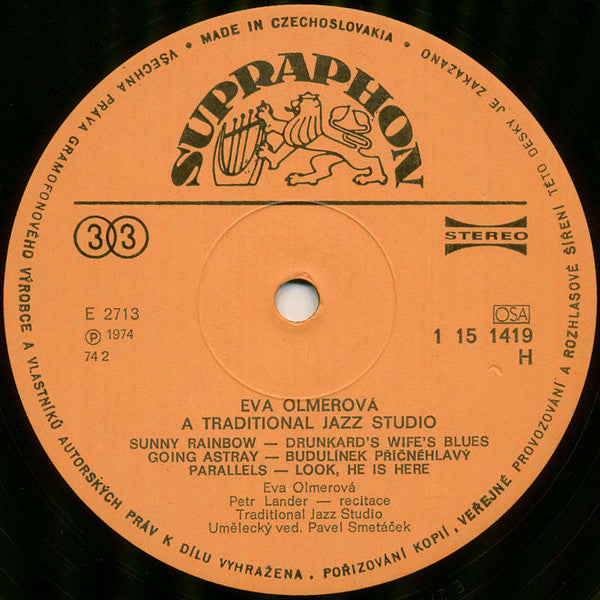 MADE IN CZECHOSLOVAKIA
SUPRAPHON
33
STEREO
E 2713
Ⓟ 1974
74 2
OSA
1 15 1419
H
EVA OLMEROVÁ
A TRADITIONAL JAZZ STUDIO
SUNNY RAINBOW — DRUNKARD'S WIFE'S BLUES
GOING ASTRAY — BUDULÍNEK PŘÍČNĚHLAVÝ
PARALLELS — LOOK, HE IS HERE
Eva Olmerová
Petr Lander — recitace
Traditional Jazz Studio
Umělecký ved. Pavel Smetáček
VŠECHNA PRÁVA GRAMOFONOVÉHO VÝROBCE A VLASTNÍKŮ AUTORSKÝCH PRÁV K DÍLU VYHRAŽENA . POŘIZOVÁNÍ KOPIÍ, VEŘEJNÉ PROVOZOVÁNÍ A ROZHLASOVÉ ŠÍŘENÍ TÉTO DESKY JE ZAKÁZÁNO